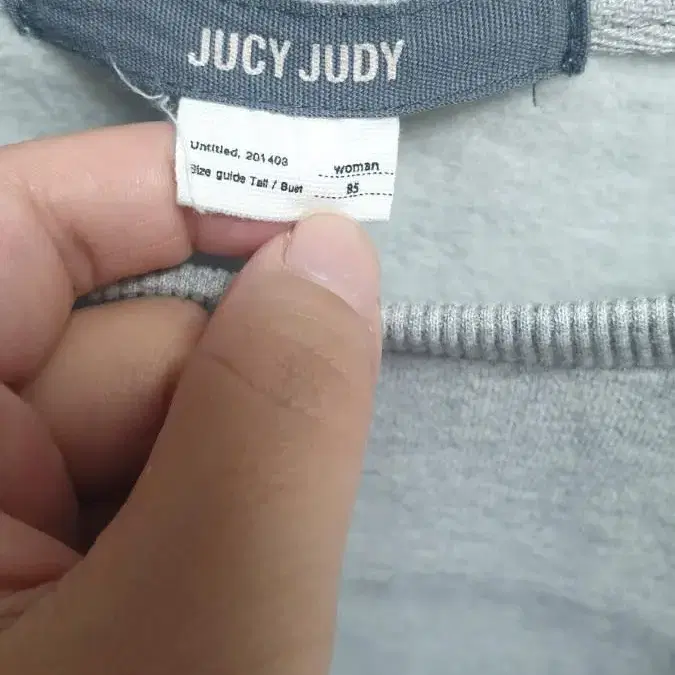 JUCY JUDY
Untitled, 201403 woman
Size guide Tall / Bust 85